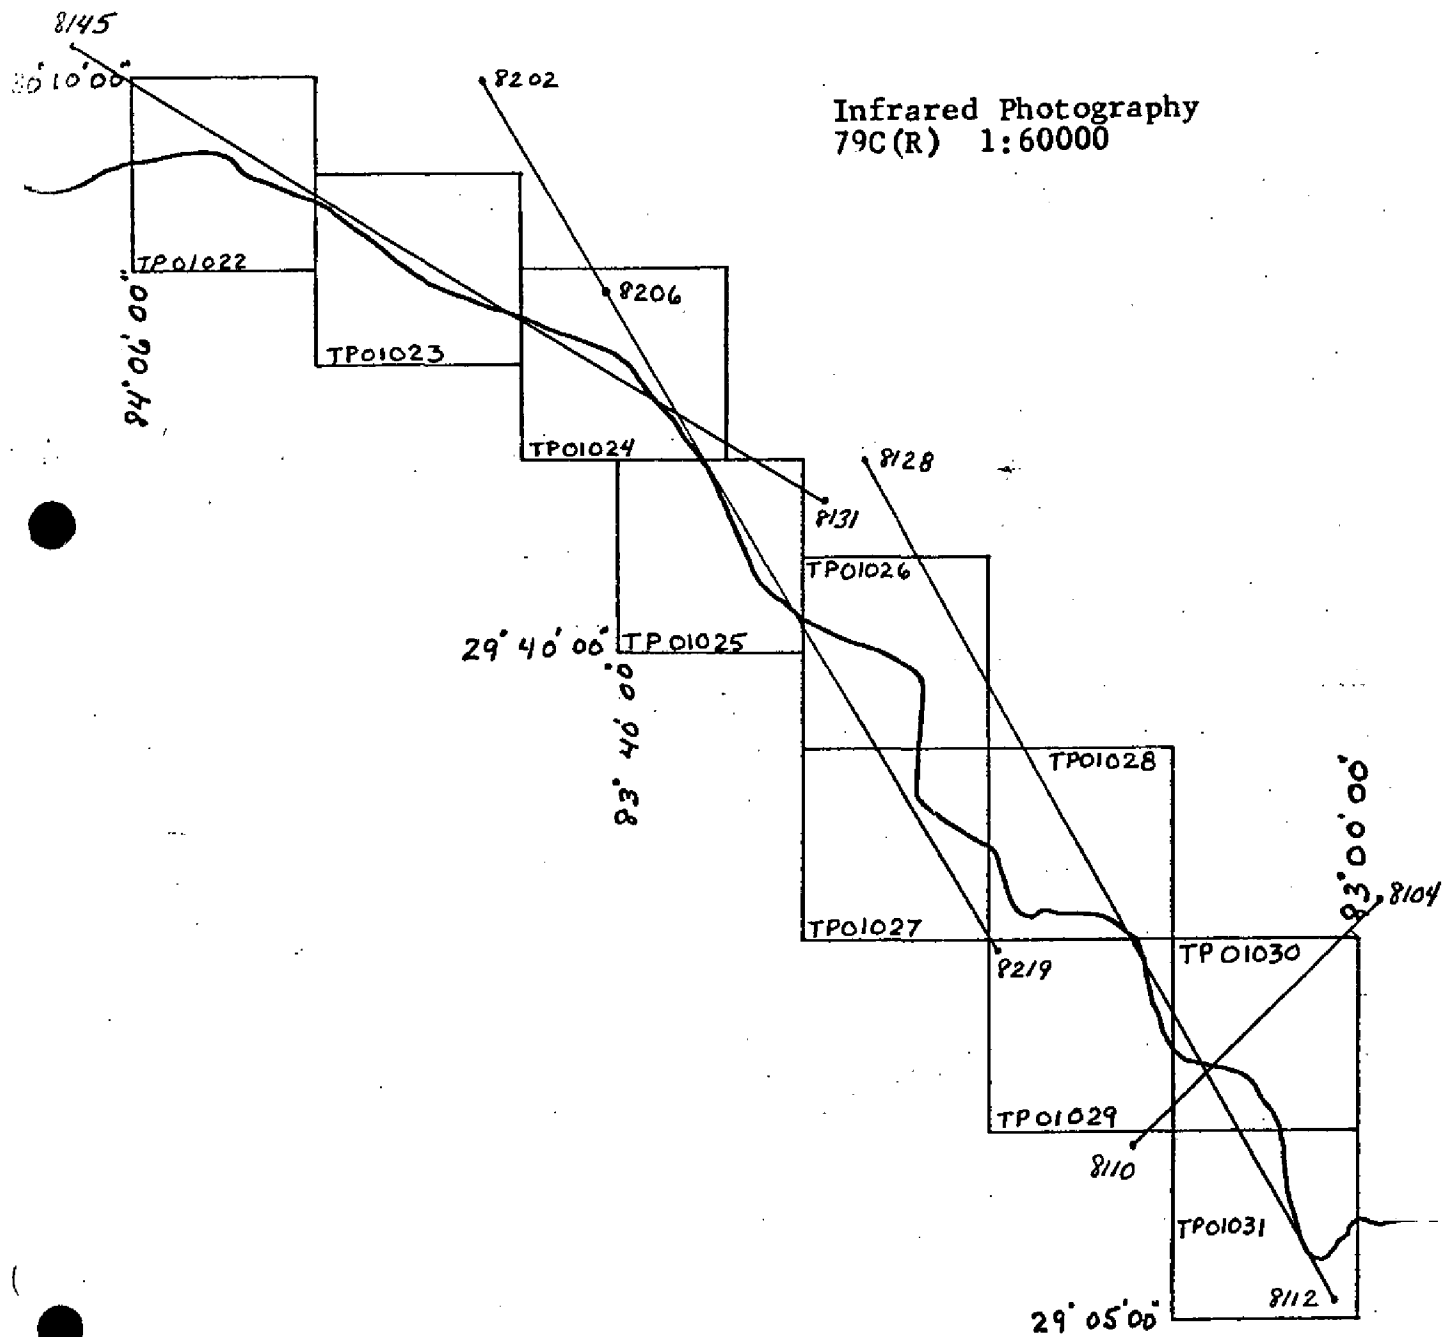 8145
30° 10' 00"
8202
Infrared Photography
79C(R) 1:60000
TP01022
8206
84° 06' 00"
TP01023
TP01024
8128
8131
TP01026
29° 40' 00"
TP01025
83° 40' 00"
TP01028
83° 00' 00"
8104
TP01027
TP01030
8219
TP01029
8110
TP01031
8112
29° 05' 00"